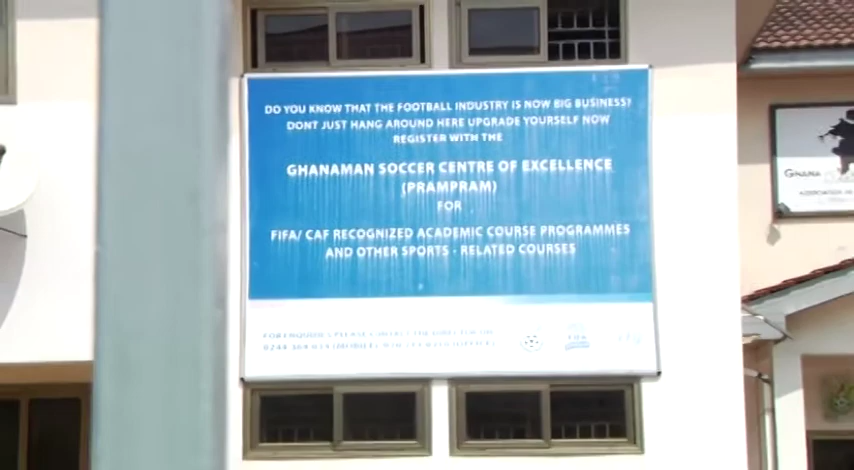 DO YOU KNOW THAT THE FOOTBALL INDUSTRY IS NOW BIG BUSINESS?
DONT JUST HANG AROUND HERE UPGRADE YOURSELF NOW
REGISTER WITH THE
GHANAMAN SOCCER CENTRE OF EXCELLENCE
(PRAMPRAM)
FOR
FIFA/ CAF RECOGNIZED ACADEMIC COURSE PROGRAMMES
AND OTHER SPORTS - RELATED COURSES
GHANA